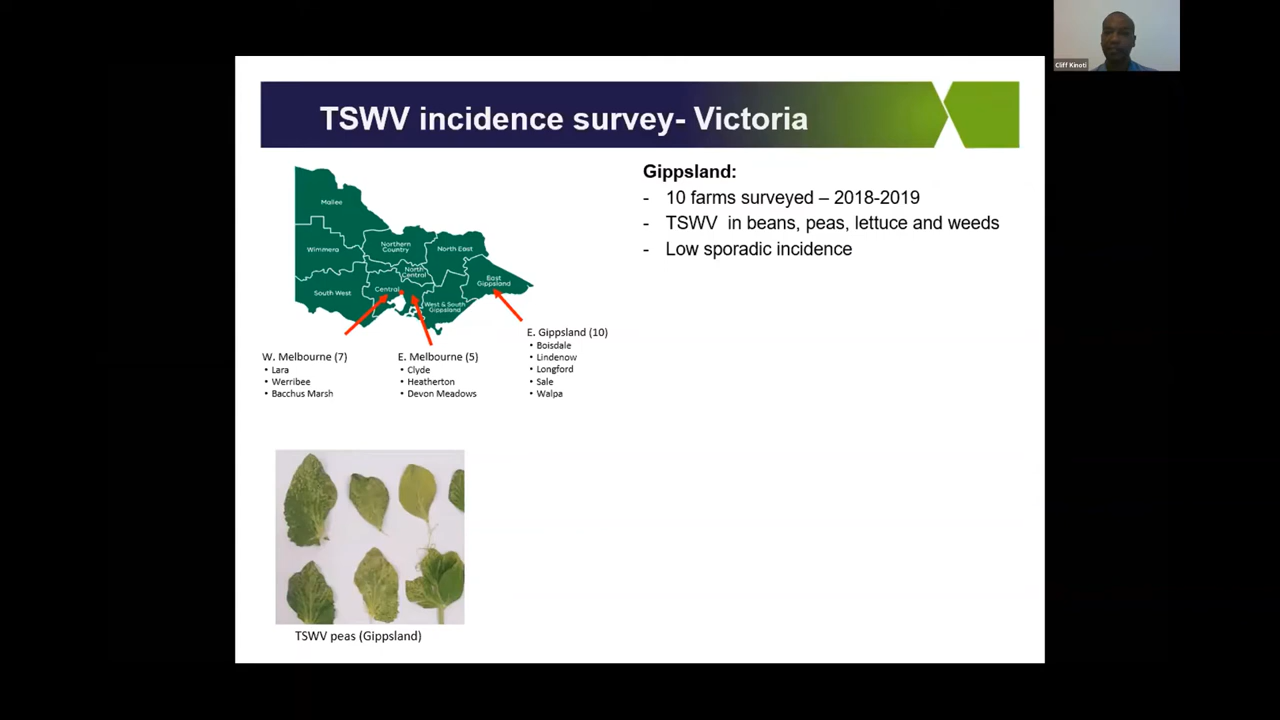 Cliff Kinoti
TSWV incidence survey- Victoria
Gippsland:
- 10 farms surveyed – 2018-2019
- TSWV in beans, peas, lettuce and weeds
- Low sporadic incidence
Mallee
Wimmera
Northern
Country
North East
North
Central
South West
Central
West & South
Gippsland
East
Gippsland
W. Melbourne (7)
• Lara
• Werribee
• Bacchus Marsh
E. Melbourne (5)
• Clyde
• Heatherton
• Devon Meadows
E. Gippsland (10)
• Boisdale
• Lindenow
• Longford
• Sale
• Walpa
TSWV peas (Gippsland)